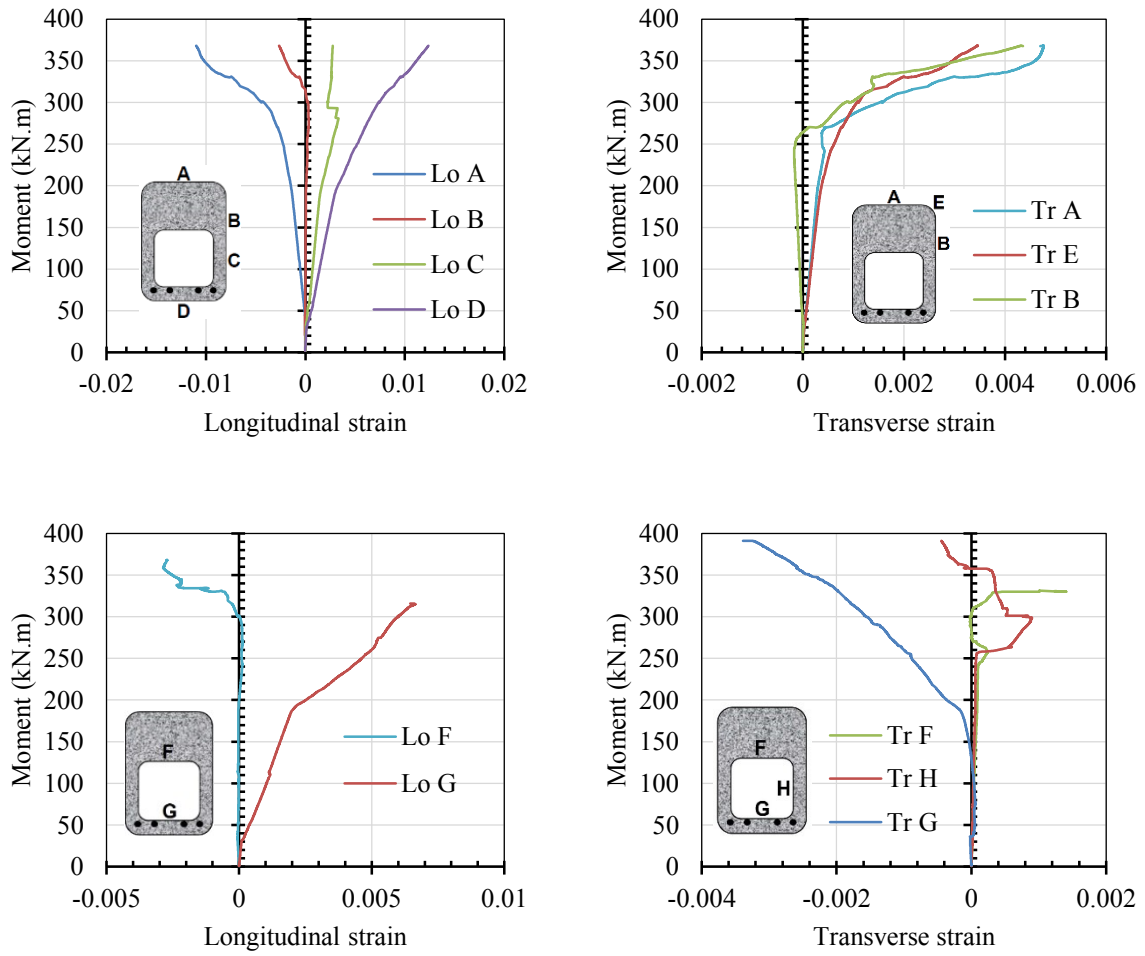 400
350
300
250
200
150
100
50
0
Moment (kN.m)
-0.02
-0.01
0
0.01
0.02
Longitudinal strain
A
B
C
D
Lo A
Lo B
Lo C
Lo D
400
350
300
250
200
150
100
50
0
Moment (kN.m)
-0.002
0
0.002
0.004
0.006
Transverse strain
A
E
B
Tr A
Tr E
Tr B
400
350
300
250
200
150
100
50
0
Moment (kN.m)
-0.005
0
0.005
0.01
Longitudinal strain
F
G
Lo F
Lo G
400
350
300
250
200
150
100
50
0
Moment (kN.m)
-0.004
-0.002
0
0.002
Transverse strain
F
H
G
Tr F
Tr H
Tr G